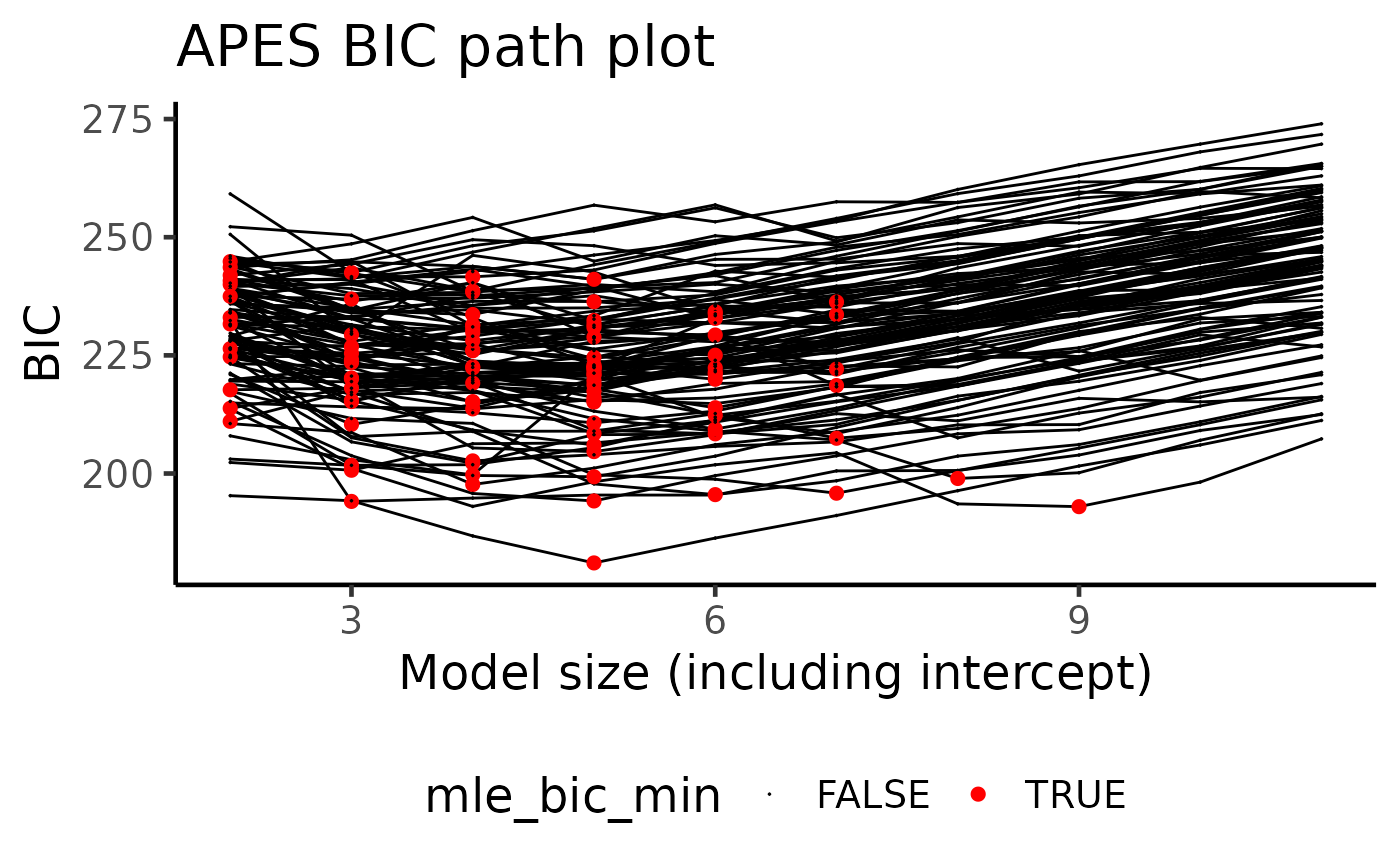 APES BIC path plot
275
250
225
200
BIC
3 6 9
Model size (including intercept)
mle_bic_min FALSE TRUE